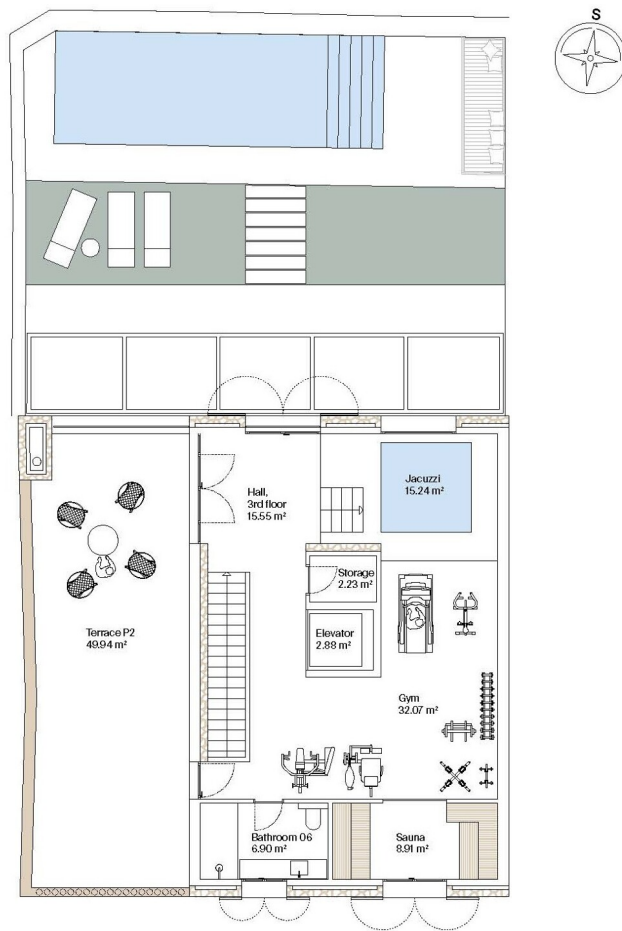 S
Jacuzzi
15.24 m²
Hall,
3rd floor
15.55 m²
Storage
2.23 m²
Elevator
2.88 m²
Terrace P2
49.94 m²
Gym
32.07 m²
Bathroom 06
6.90 m²
Sauna
8.91 m²